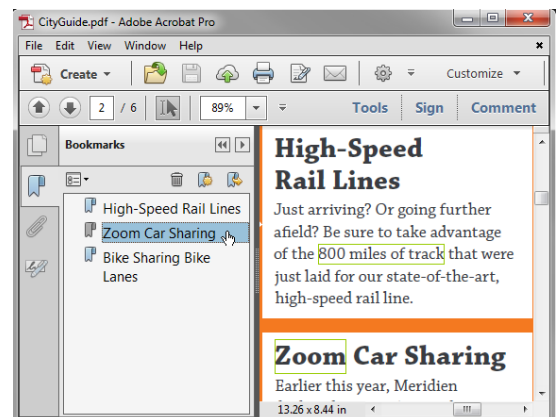 CityGuide.pdf - Adobe Acrobat Pro
File Edit View Window Help
Create Customize
2 / 6 89% Tools Sign Comment
Bookmarks
High-Speed Rail Lines
Zoom Car Sharing
Bike Sharing Bike
Lanes
High-Speed
Rail Lines
Just arriving? Or going further
afield? Be sure to take advantage
of the 800 miles of track that were
just laid for our state-of-the-art,
high-speed rail line.
Zoom Car Sharing
Earlier this year, Meridien
13.26 x 8.44 in